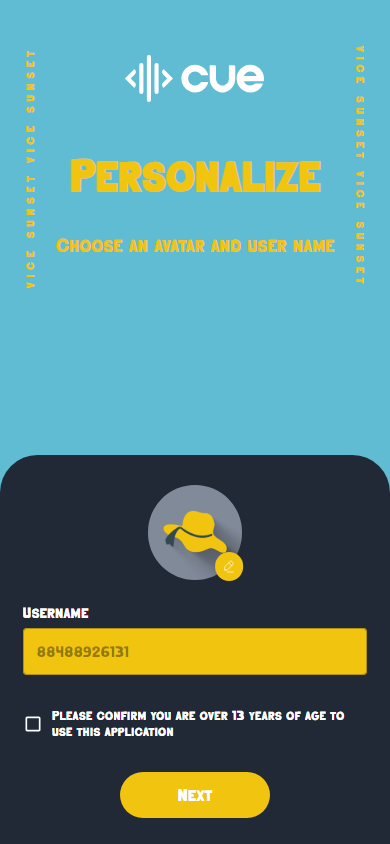 cue
VICE SUNSET VICE SUNSET
VICE SUNSET VICE SUNSET
Personalize
Choose an avatar and user name
Username
88488926131
Please confirm you are over 13 years of age to
use this application
Next